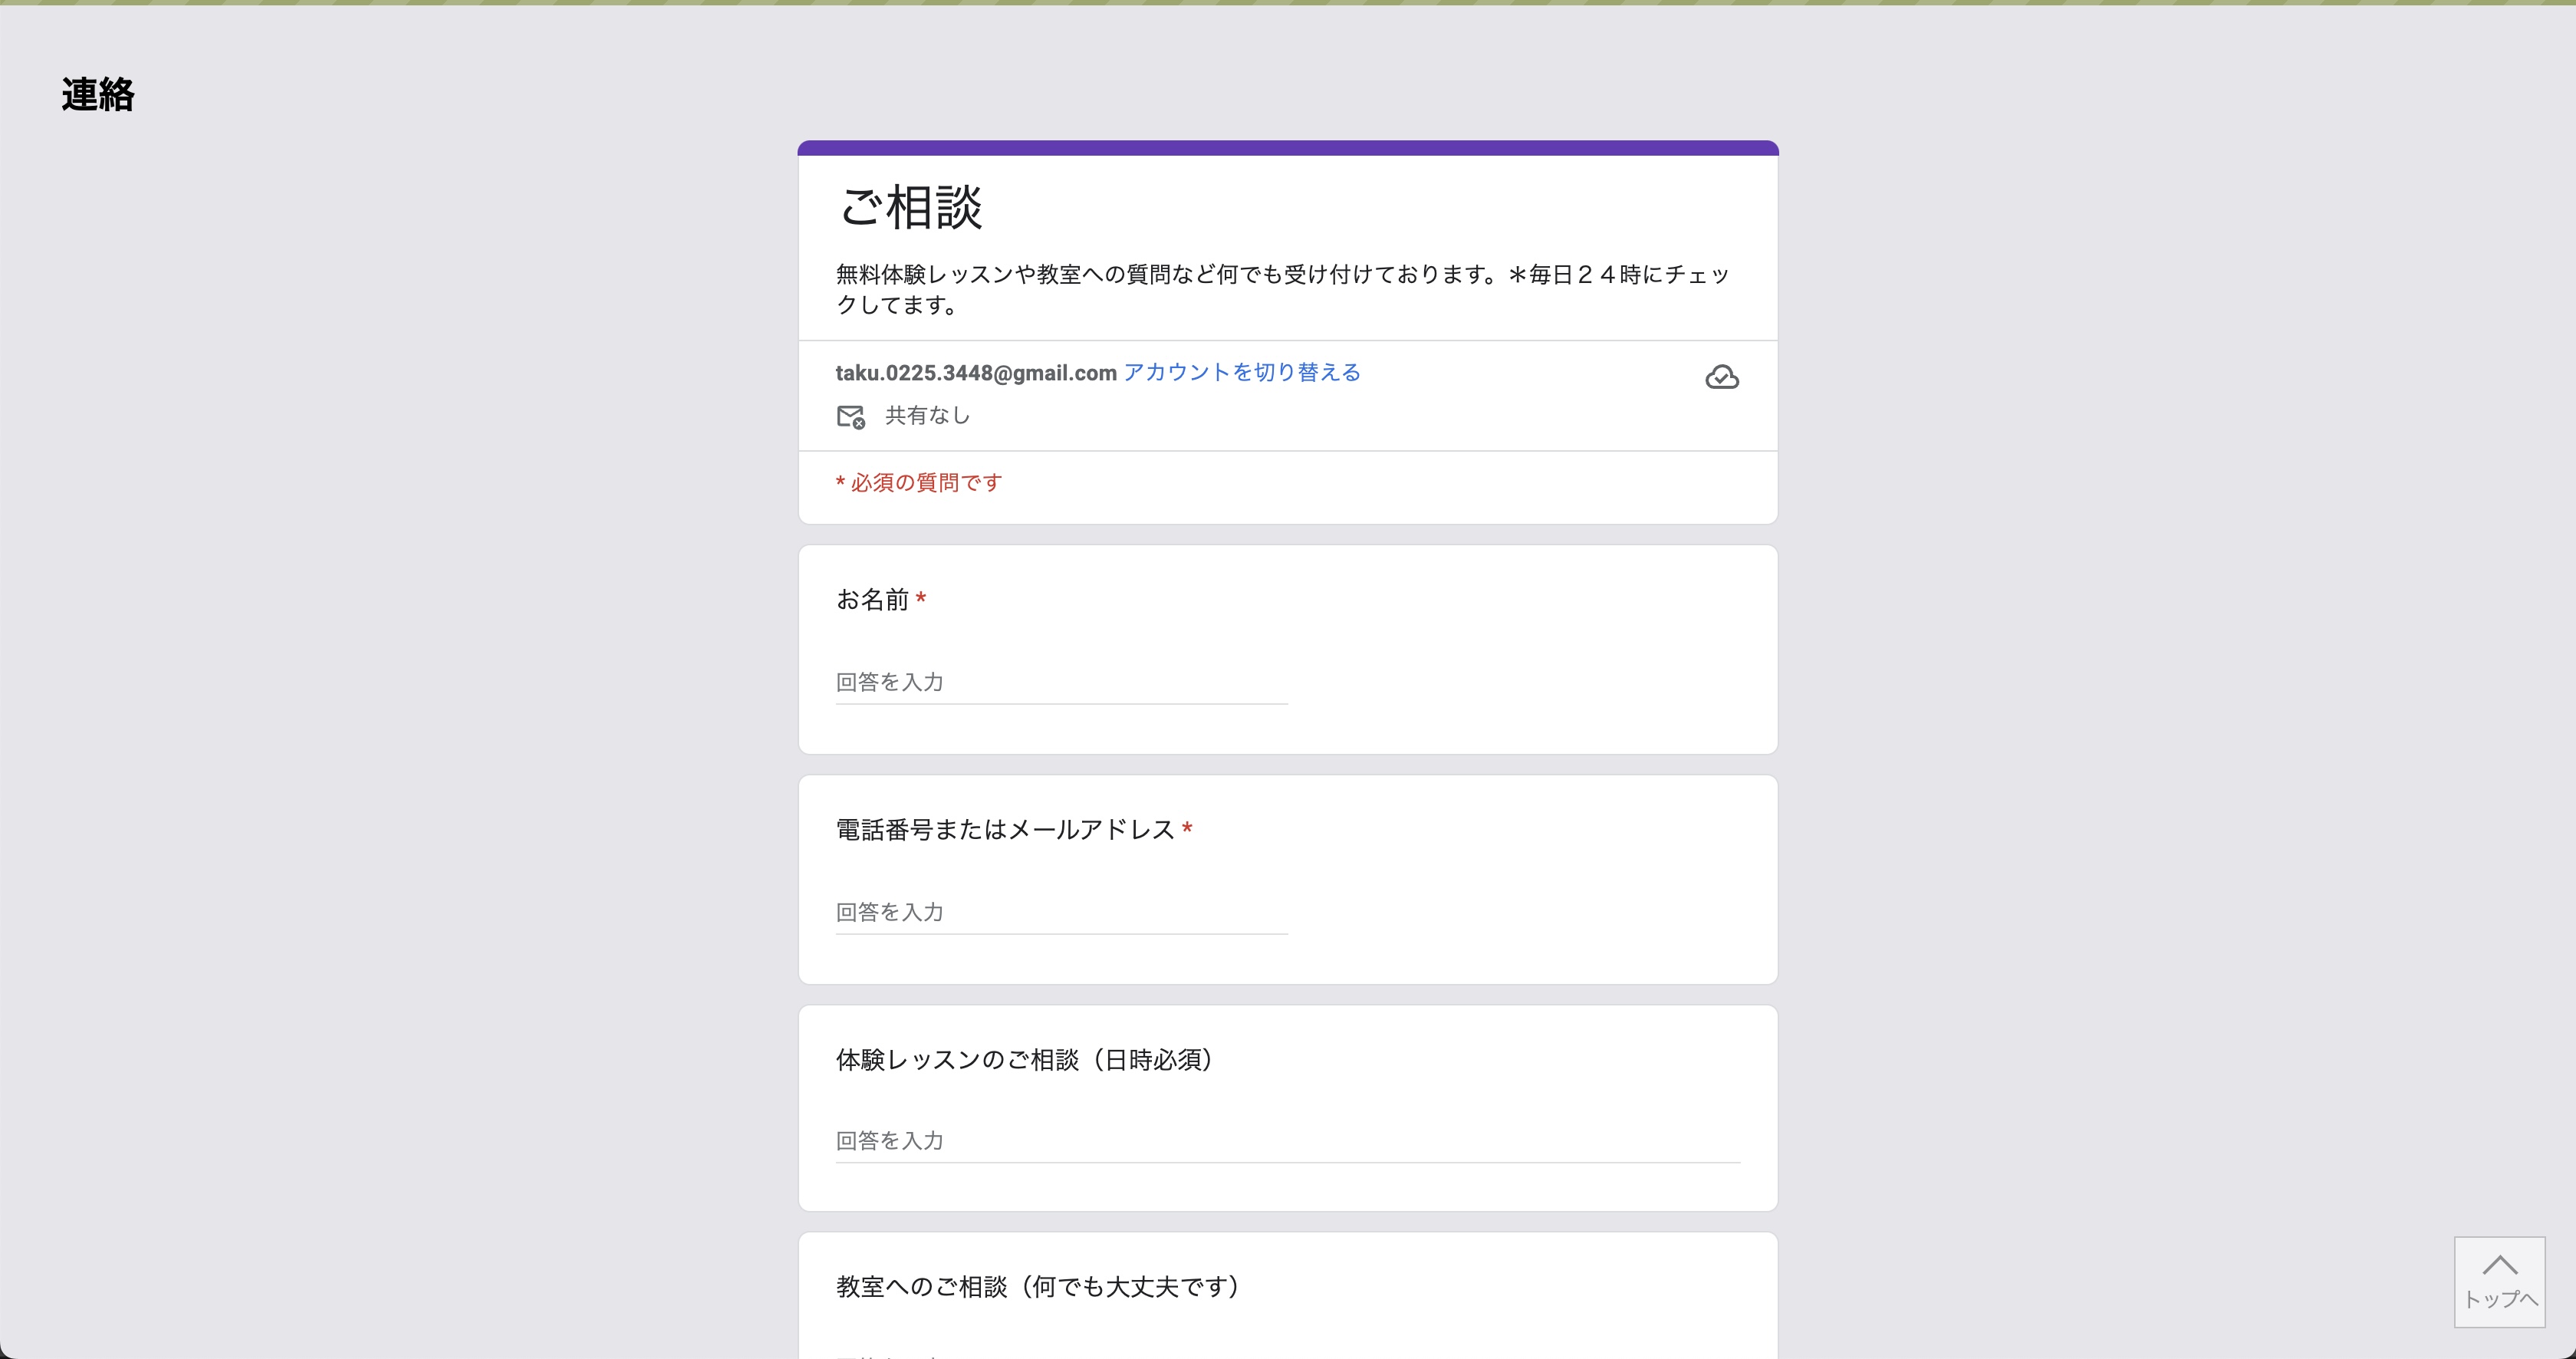 連絡
ご相談
無料体験レッスンや教室への質問など何でも受け付けております。＊毎日２４時にチェッ
クしてます。
taku.0225.3448@gmail.com アカウントを切り替える
共有なし
* 必須の質問です
お名前 *
回答を入力
電話番号またはメールアドレス *
回答を入力
体験レッスンのご相談（日時必須）
回答を入力
教室へのご相談（何でも大丈夫です）
トップへ